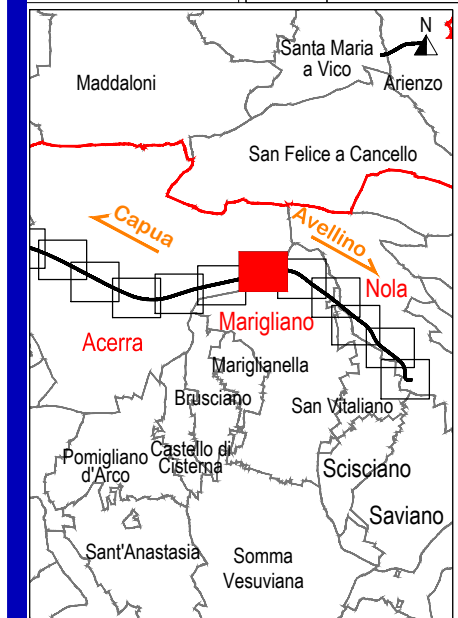 N
Santa Maria
a Vico
Maddaloni
Arienzo
San Felice a Cancello
Capua
Avellino
Nola
Marigliano
Acerra
Mariglianella
Brusciano
San Vitaliano
Castello di
Cisterna
Pomigliano
d'Arco
Scisciano
Saviano
Sant'Anastasia
Somma
Vesuviana